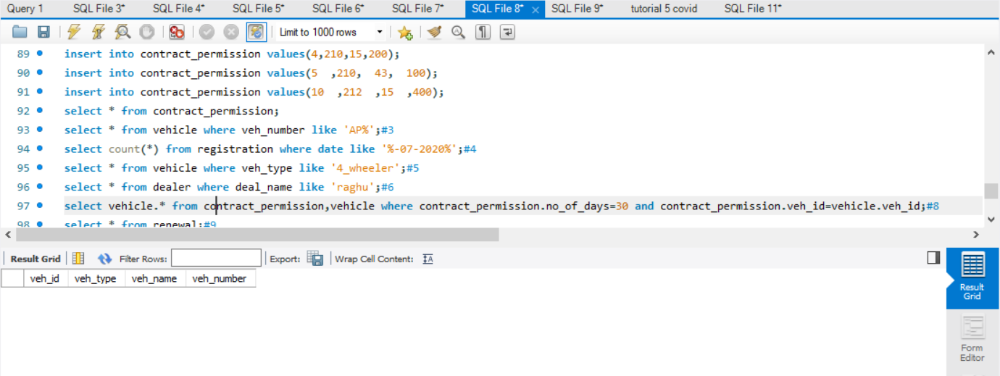 Query 1 SQL File 3* SQL File 4* SQL File 5* SQL File 6* SQL File 7* SQL File 8* SQL File 9* tutorial 5 covid SQL File 11*
Limit to 1000 rows
89 insert into contract_permission values(4,210,15,200);
90 insert into contract_permission values(5  ,210,  43,  100);
91 insert into contract_permission values(10  ,212  ,15  ,400);
92 select * from contract_permission;
93 select * from vehicle where veh_number like 'AP%';#3
94 select count(*) from registration where date like '%-07-2020%';#4
95 select * from vehicle where veh_type like '4_wheeler';#5
96 select * from dealer where deal_name like 'raghu';#6
97 select vehicle.* from contract_permission,vehicle where contract_permission.no_of_days=30 and contract_permission.veh_id=vehicle.veh_id;#8
98 select * from renewal;#9
Result Grid Filter Rows: Export: Wrap Cell Content:
veh_id veh_type veh_name veh_number
Result
Grid
Form
Editor